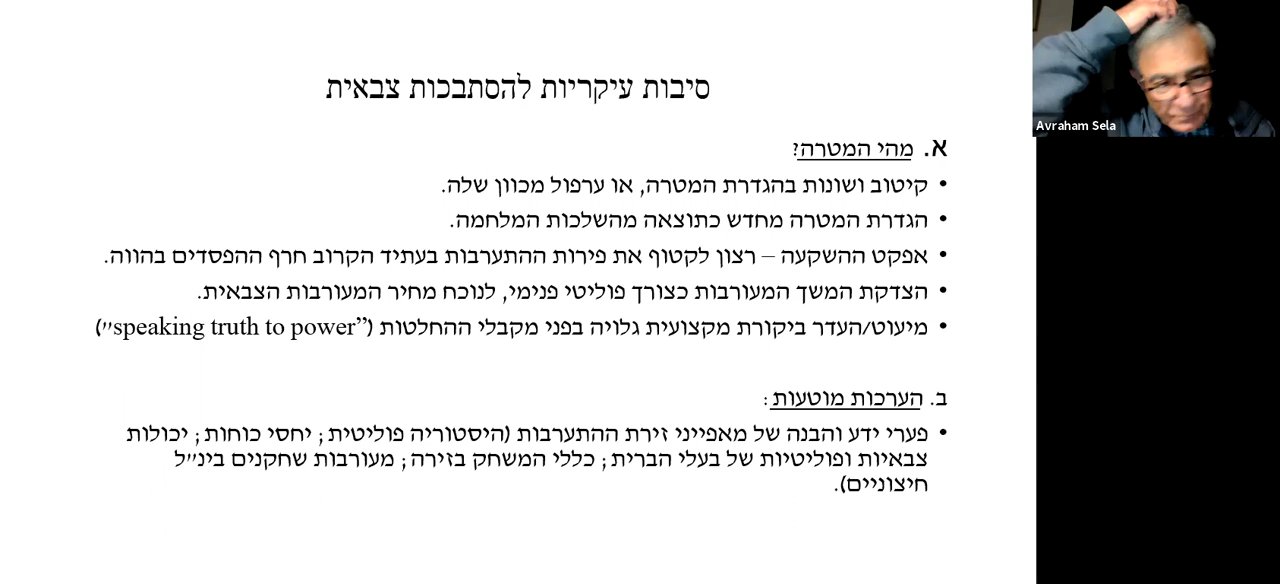 סיבות עיקריות להסתבכות צבאית
א. מהי המטרה?
• קיטוב ושונות בהגדרת המטרה, או ערפול מכוון שלה.
• הגדרת המטרה מחדש כתוצאה מהשלכות המלחמה.
• אפקט ההשקעה – רצון לקטוף את פירות ההתערבות בעתיד הקרוב חרף ההפסדים בהווה.
• הצדקת המשך המעורבות כצורך פוליטי פנימי, לנוכח מחיר המעורבות הצבאית.
• מיעוט/העדר ביקורת מקצועית גלויה בפני מקבלי ההחלטות ("speaking truth to power")
ב. הערכות מוטעות:
• פערי ידע והבנה של מאפייני זירת ההתערבות (היסטוריה פוליטית; יחסי כוחות; יכולות
צבאיות ופוליטיות של בעלי הברית; כללי המשחק בזירה; מעורבות שחקנים בינ"ל
חיצוניים).
Avraham Sela